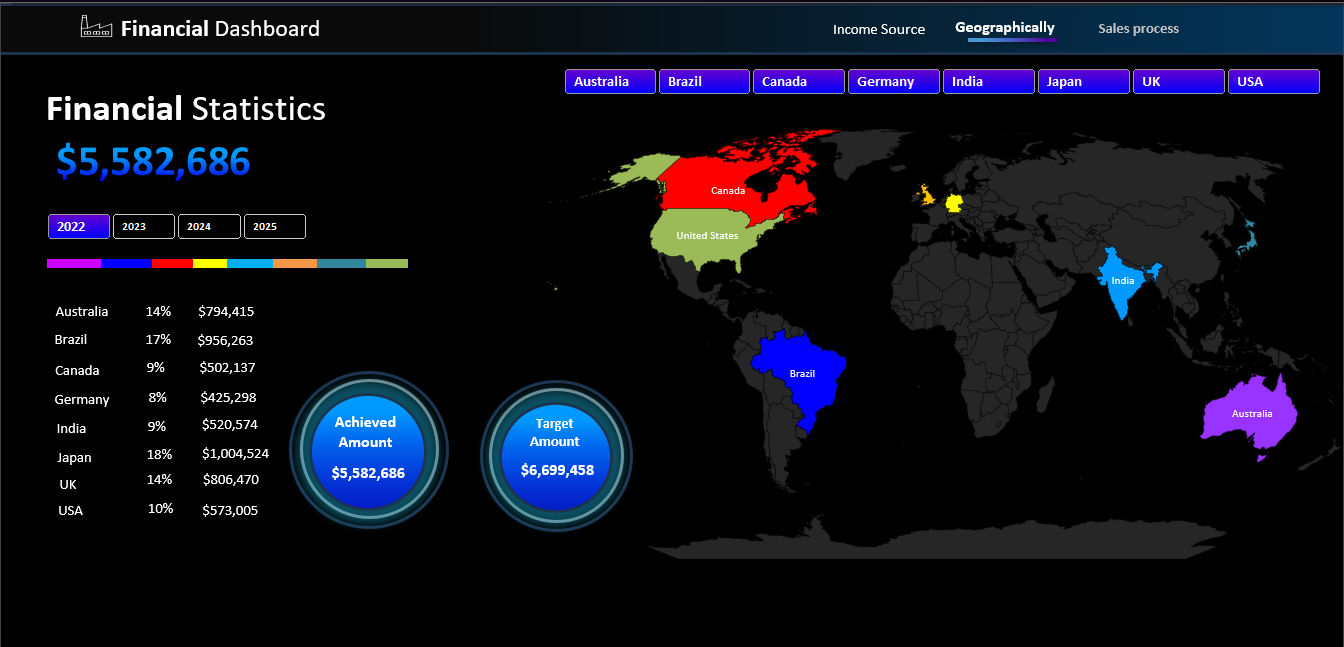 Financial Dashboard
Income Source
Geographically
Sales process
Australia
Brazil
Canada
Germany
India
Japan
UK
USA
Financial Statistics
$5,582,686
2022
2023
2024
2025
Australia 14% $794,415
Brazil 17% $956,263
Canada 9% $502,137
Germany 8% $425,298
India 9% $520,574
Japan 18% $1,004,524
UK 14% $806,470
USA 10% $573,005
Achieved
Amount
$5,582,686
Target
Amount
$6,699,458
Canada
United States
India
Brazil
Australia